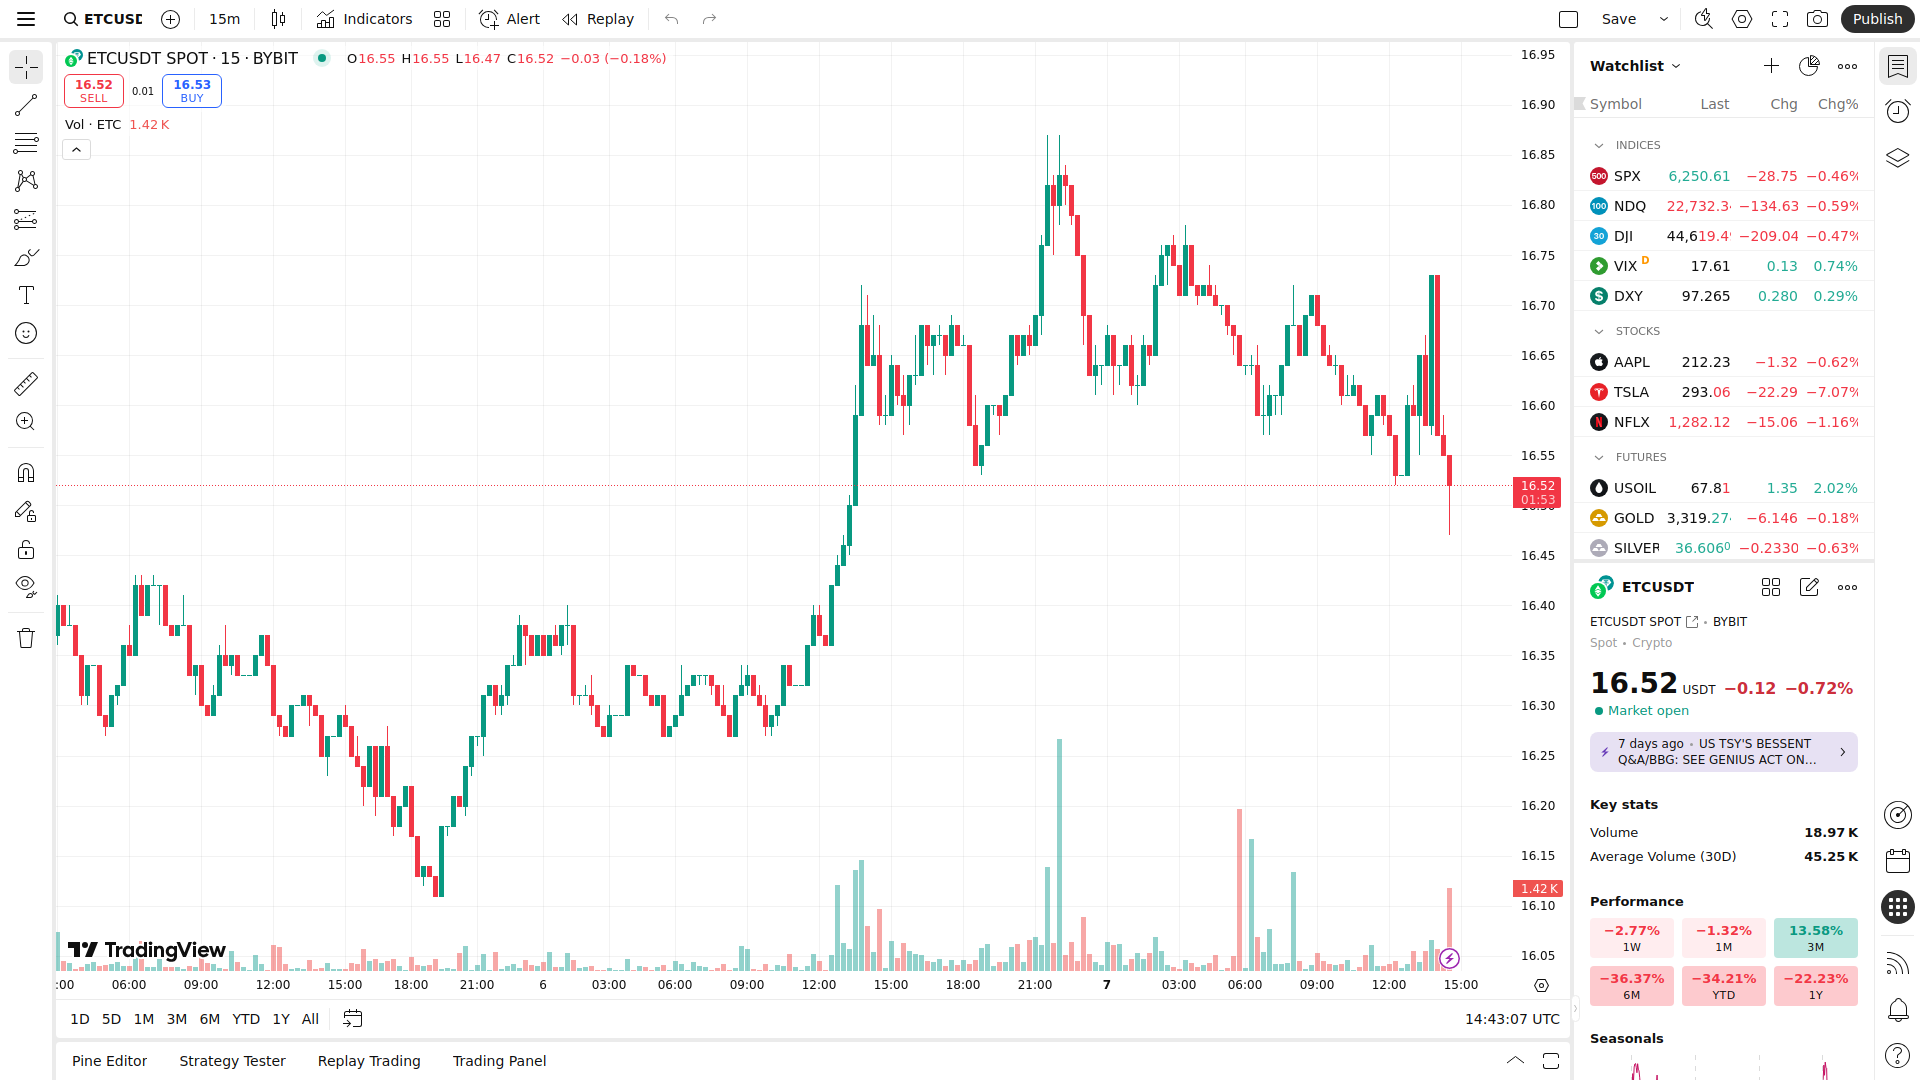 ETCUSD
15m
Indicators
Alert
Replay
Save
Publish
ETCUSDT SPOT · 15 · BYBIT
O16.55 H16.55 L16.47 C16.52 −0.03 (−0.18%)
16.52
SELL
0.01
16.53
BUY
Vol · ETC 1.42 K
16.95
16.90
16.85
16.80
16.75
16.70
16.65
16.60
16.55
16.52
01:53
16.45
16.40
16.35
16.30
16.25
16.20
16.15
1.42 K
16.10
16.05
TradingView
:00 06:00 09:00 12:00 15:00 18:00 21:00 6 03:00 06:00 09:00 12:00 15:00 18:00 21:00 7 03:00 06:00 09:00 12:00 15:00
1D 5D 1M 3M 6M YTD 1Y All
14:43:07 UTC
Pine Editor Strategy Tester Replay Trading Trading Panel
Watchlist
Symbol Last Chg Chg%
INDICES
500 SPX 6,250.61 −28.75 −0.46%
100 NDQ 22,732.3 −134.63 −0.59%
30 DJI 44,619.4 −209.04 −0.47%
VIX D 17.61 0.13 0.74%
DXY 97.265 0.280 0.29%
STOCKS
AAPL 212.23 −1.32 −0.62%
TSLA 293.06 −22.29 −7.07%
NFLX 1,282.12 −15.06 −1.16%
FUTURES
USOIL 67.81 1.35 2.02%
GOLD 3,319.27 −6.146 −0.18%
SILVER 36.6060 −0.2330 −0.63%
ETCUSDT
ETCUSDT SPOT • BYBIT
Spot • Crypto
16.52 USDT −0.12 −0.72%
Market open
7 days ago • US TSY'S BESSENT
Q&A/BBG: SEE GENIUS ACT ON...
Key stats
Volume 18.97 K
Average Volume (30D) 45.25 K
Performance
−2.77%
1W
−1.32%
1M
13.58%
3M
−36.37%
6M
−34.21%
YTD
−22.23%
1Y
Seasonals